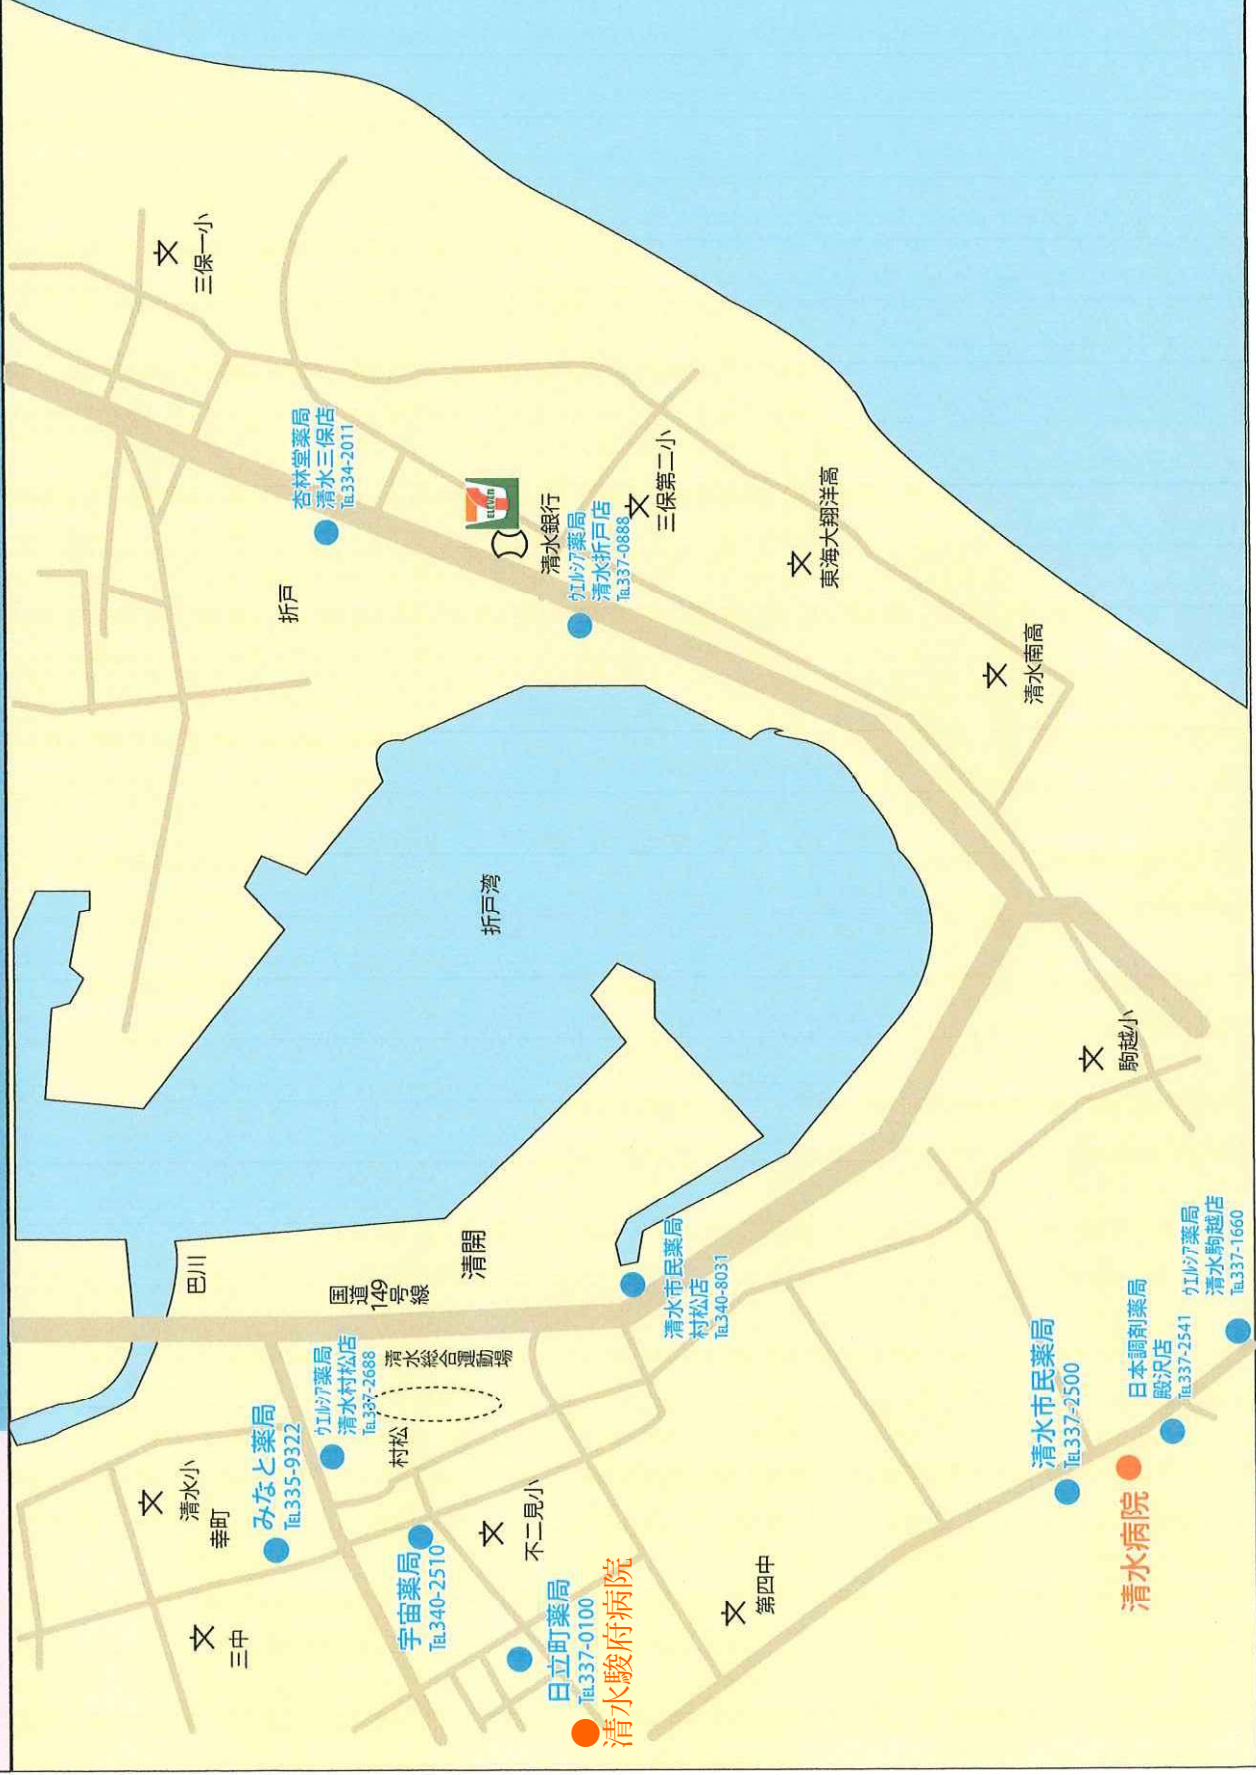 三保一小
杏林堂薬局
清水三保店
℡334-2011
折戸
7
ELEVEN
清水銀行
ウエルシア薬局
清水折戸店
℡337-0888
三保第二小
東海大翔洋高
清水南高
折戸湾
駒越小
巴川
国道
149
号線
清開
清水市民薬局
村松店
℡340-8031
ウエルシア薬局
清水村松店
℡337-2688
清水総合運動場
村松
みなと薬局
℡335-9322
清水小
幸町
三中
宇宙薬局
℡340-2510
不二見小
日立町薬局
℡337-0100
清水駿府病院
第四中
清水市民薬局
℡337-2500
清水病院
日本調剤薬局
殿沢店
℡337-2541
ウエルシア薬局
清水駒越店
℡337-1660